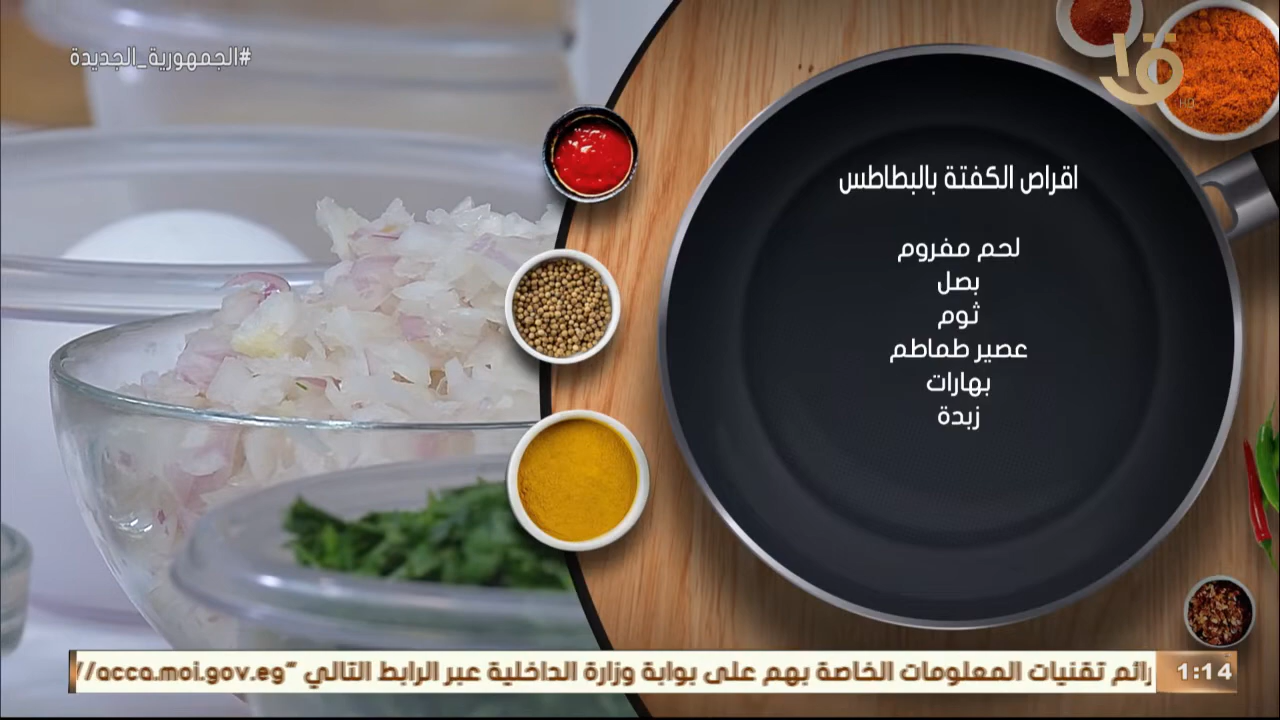 #الجمهورية_الجديدة
اقراص الكفتة بالبطاطس
لحم مفروم
بصل
ثوم
عصير طماطم
بهارات
زبدة
رائم تقنيات المعلومات الخاصة بهم على بوابة وزارة الداخلية عبر الرابط التالي "acca.moi.gov.eg//
1:14
HD